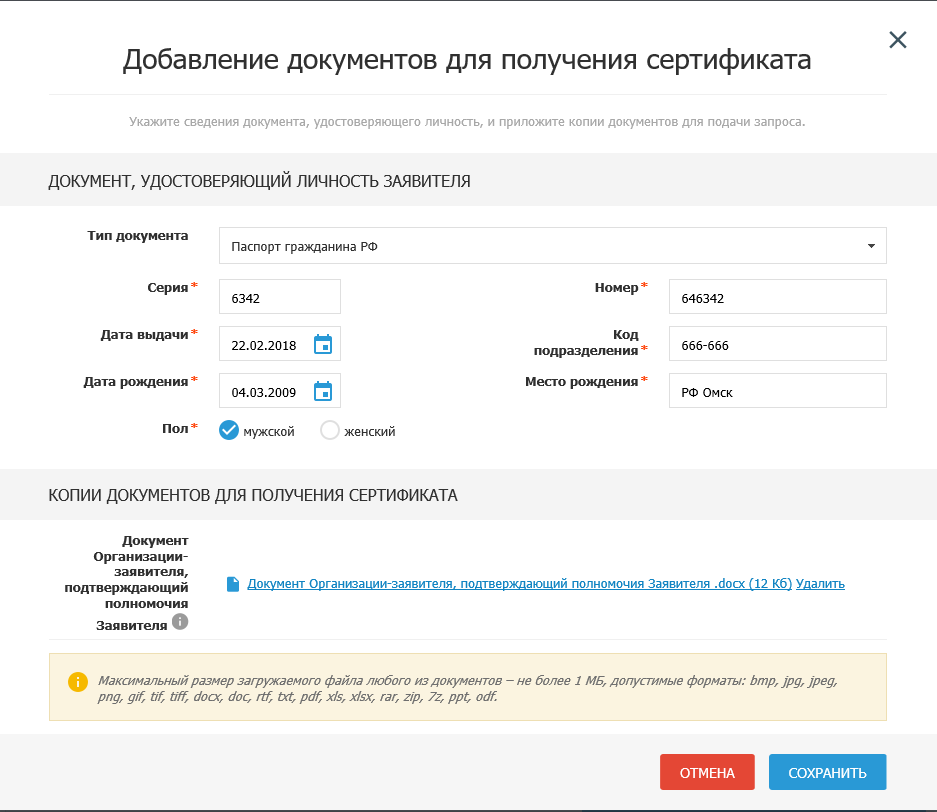 Добавление документов для получения сертификата
Укажите сведения документа, удостоверяющего личность, и приложите копии документов для подачи запроса.
ДОКУМЕНТ, УДОСТОВЕРЯЮЩИЙ ЛИЧНОСТЬ ЗАЯВИТЕЛЯ
Тип документа
Паспорт гражданина РФ
Серия *
6342
Номер *
646342
Дата выдачи *
22.02.2018
Код
подразделения *
666-666
Дата рождения *
04.03.2009
Место рождения *
РФ Омск
Пол *
мужской
женский
КОПИИ ДОКУМЕНТОВ ДЛЯ ПОЛУЧЕНИЯ СЕРТИФИКАТА
Документ
Организации-
заявителя,
подтверждающий
полномочия
Заявителя
Документ Организации-заявителя, подтверждающий полномочия Заявителя .docx (12 Кб) Удалить
Максимальный размер загружаемого файла любого из документов – не более 1 МБ, допустимые форматы: bmp, jpg, jpeg,
png, gif, tif, tiff, docx, doc, rtf, txt, pdf, xls, xlsx, rar, zip, 7z, ppt, odf.
ОТМЕНА
СОХРАНИТЬ